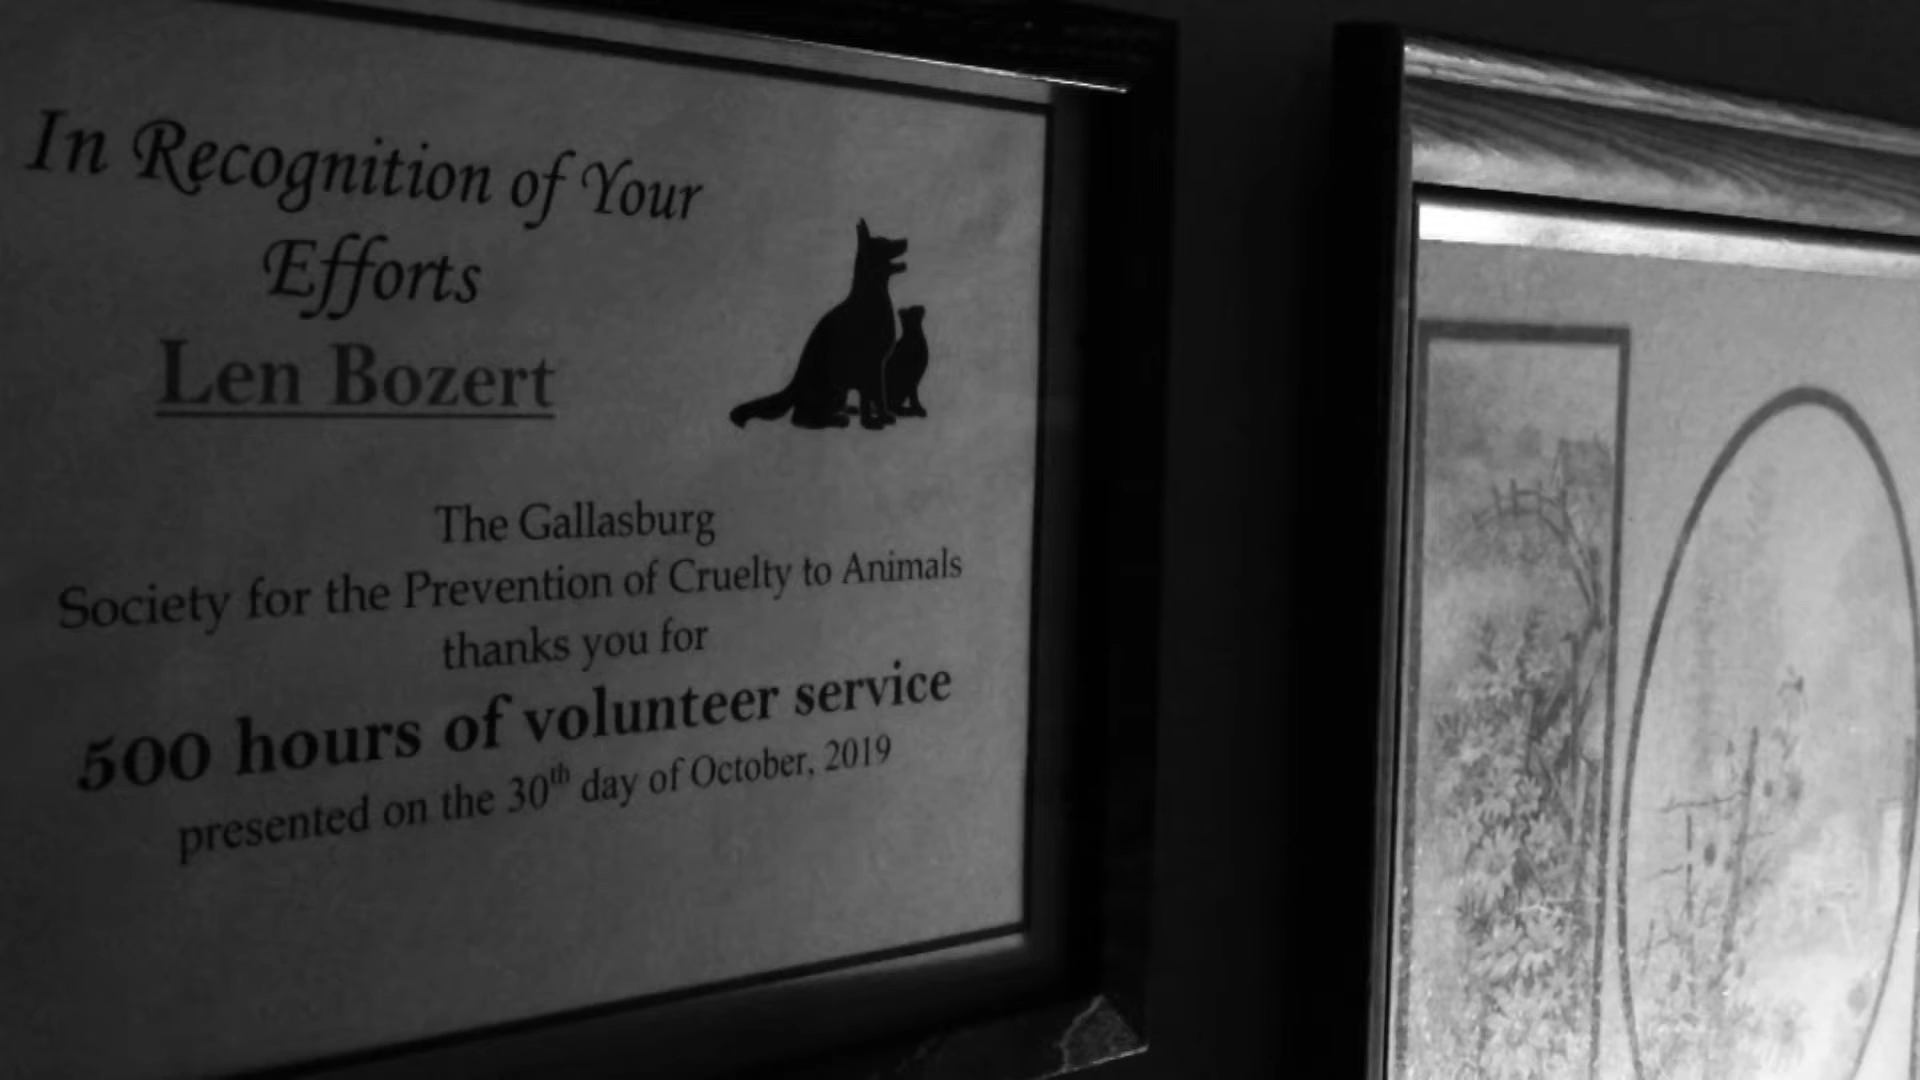 In Recognition of Your
Efforts
Len Bozert
The Gallasburg
Society for the Prevention of Cruelty to Animals
thanks you for
500 hours of volunteer service
presented on the 30th day of October, 2019